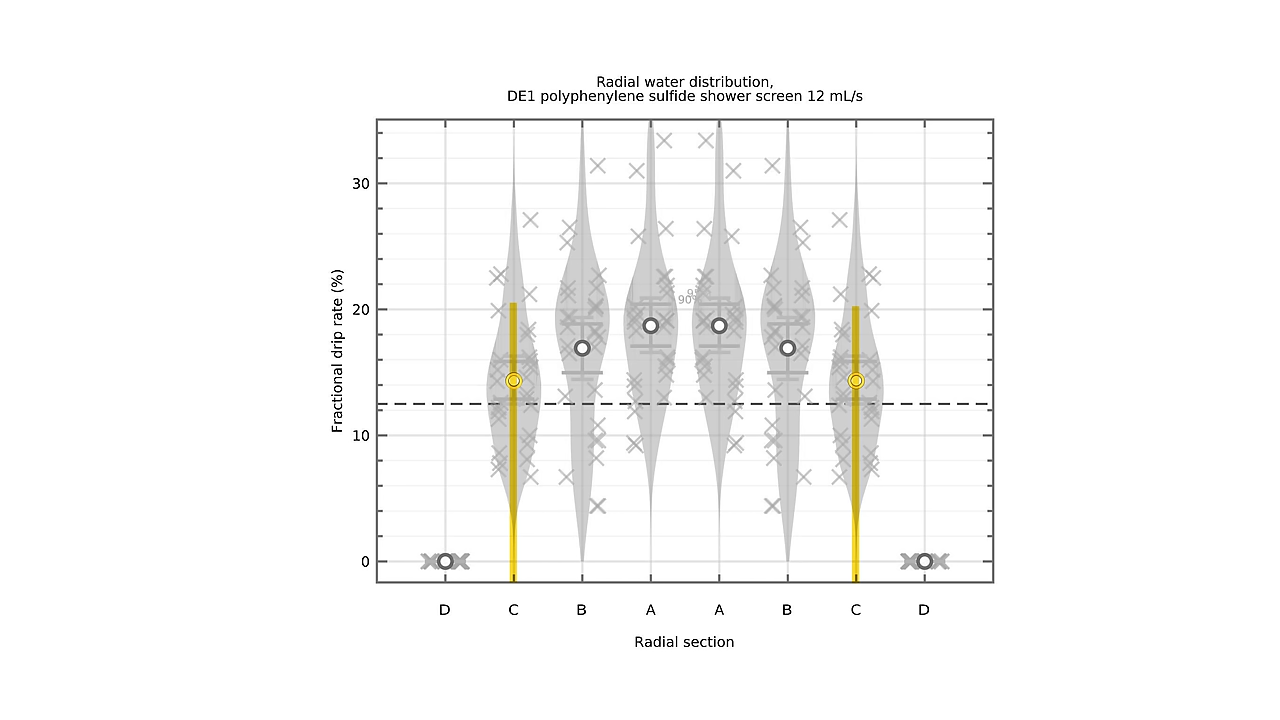 Radial water distribution,
DE1 polyphenylene sulfide shower screen 12 mL/s
Fractional drip rate (%)
30
20
10
0
90
D C B A A B C D
Radial section